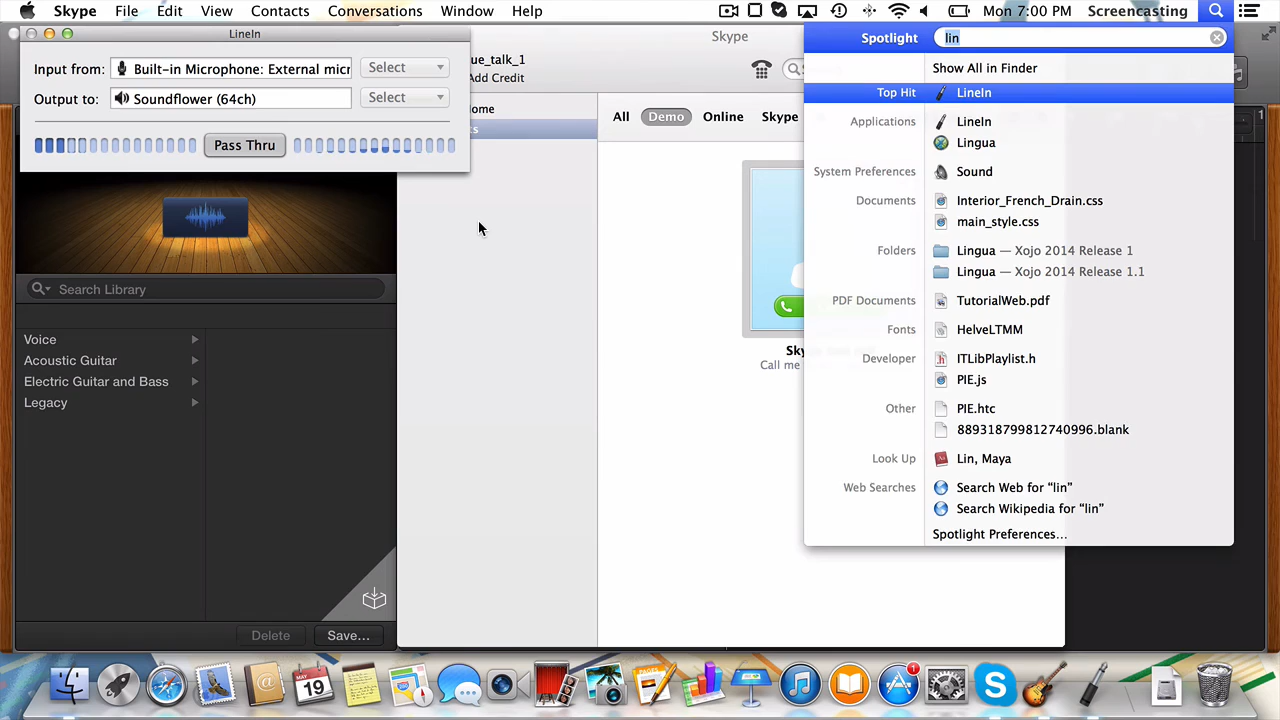 Skype File Edit View Contacts Conversations Window Help Mon 7:00 PM Screencasting
LineIn
Input from: Built-in Microphone: External micr Select
Output to: Soundflower (64ch) Select
Pass Thru
Skype
ue_talk_1
Add Credit
ome
ks
All Demo Online Skype
Sky
Call me
Search Library
Voice
Acoustic Guitar
Electric Guitar and Bass
Legacy
Delete Save...
Spotlight lin
Show All in Finder
Top Hit LineIn
Applications LineIn
Lingua
System Preferences Sound
Documents Interior_French_Drain.css
main_style.css
Folders Lingua — Xojo 2014 Release 1
Lingua — Xojo 2014 Release 1.1
PDF Documents TutorialWeb.pdf
Fonts HelveLTMM
Developer ITLibPlaylist.h
PIE.js
Other PIE.htc
889318799812740996.blank
Look Up Lin, Maya
Web Searches Search Web for “lin”
Search Wikipedia for “lin”
Spotlight Preferences...
1
MAY
19
1